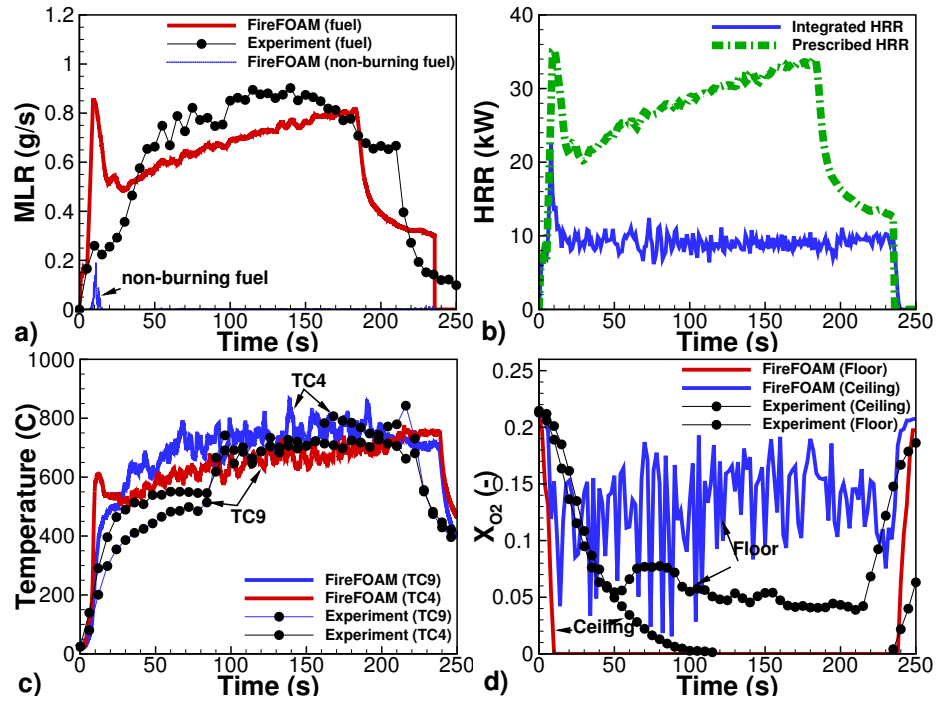 FireFOAM (fuel)
Experiment (fuel)
FireFOAM (non-burning fuel)
MLR (g/s)
1
0.8
0.6
0.4
0.2
0
non-burning fuel
0 50 100 150 200 250
Time (s)
a)
Integrated HRR
Prescribed HRR
HRR (kW)
40
30
20
10
0
0 50 100 150 200 250
Time (s)
b)
Temperature (C)
1000
800
600
400
200
0
TC4
TC9
FireFOAM (TC9)
FireFOAM (TC4)
Experiment (TC9)
Experiment (TC4)
0 50 100 150 200 250
Time (s)
c)
FireFOAM (Floor)
FireFOAM (Ceiling)
Experiment (Ceiling)
Experiment (Floor)
X_O2 (-)
0.25
0.2
0.15
0.1
0.05
0
Floor
Ceiling
0 50 100 150 200 250
Time (s)
d)